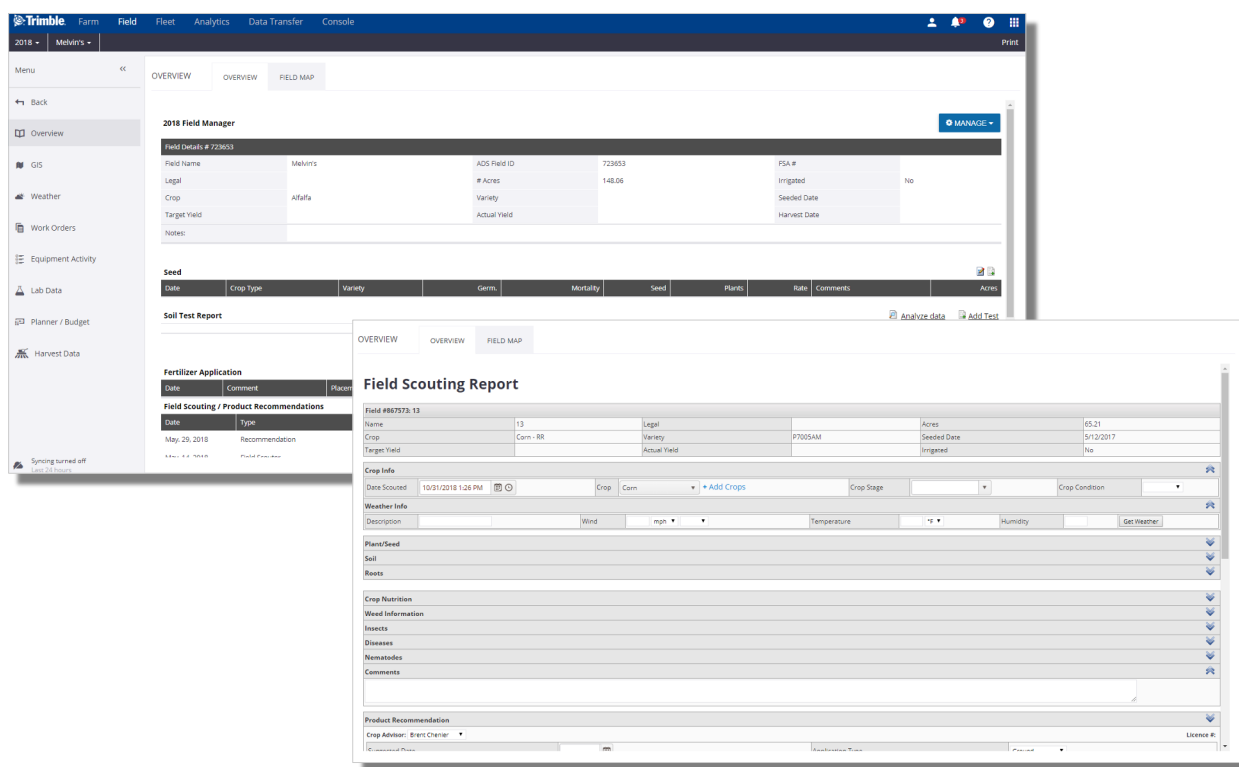 Trimble. Farm Field Fleet Analytics Data Transfer Console
2018 Melvin's Print
Menu
OVERVIEW OVERVIEW FIELD MAP
Back
Overview
GIS
Weather
Work Orders
Equipment Activity
Lab Data
Planner / Budget
Harvest Data
Syncing turned off
Last 24 hours
2018 Field Manager MANAGE
Field Details # 723653
Field Name Melvin's ADS Field ID 723653 FSA #
Legal # Acres 148.06 Irrigated No
Crop Alfalfa Variety Seeded Date
Target Yield Actual Yield Harvest Date
Notes:
Seed
Date Crop Type Variety Germ. Mortality Seed Plants Rate Comments Acres
Soil Test Report Analyze data Add Test
Fertilizer Application
Date Comment
Field Scouting / Product Recommendations
Date Type
May. 29, 2018 Recommendation
OVERVIEW OVERVIEW FIELD MAP
Field Scouting Report
Field #867573: 13
Name 13 Legal Acres 65.21
Crop Corn - RR Variety P7005AM Seeded Date 5/12/2017
Target Yield Actual Yield Irrigated No
Crop Info
Date Scouted 10/31/2018 1:26 PM Crop Corn + Add Crops Crop Stage Crop Condition
Weather Info
Description Wind mph Temperature °F Humidity Get Weather
Plant/Seed
Soil
Roots
Crop Nutrition
Weed Information
Insects
Diseases
Nematodes
Comments
Product Recommendation
Crop Advisor: Brent Chenier Licence #: